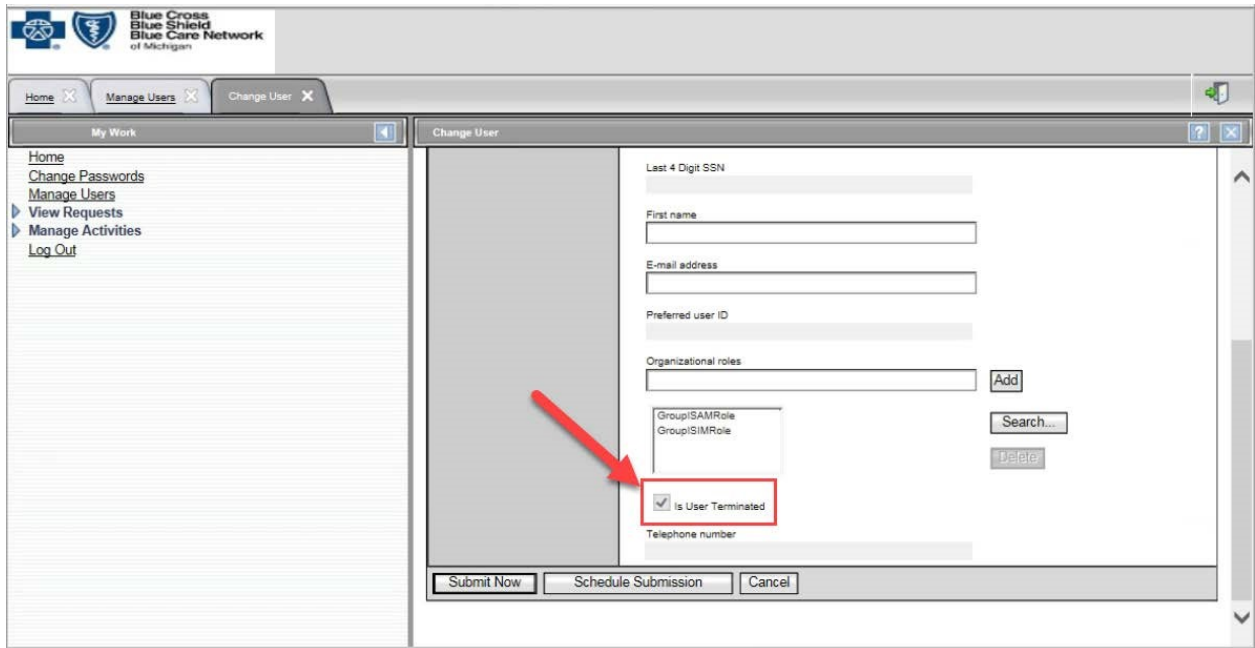 Blue Cross
Blue Shield
Blue Care Network
of Michigan
Home
Manage Users
Change User
My Work
Change User
Home
Change Passwords
Manage Users
View Requests
Manage Activities
Log Out
Last 4 Digit SSN
First name
E-mail address
Preferred user ID
Organizational roles
Add
GroupISAMRole
GroupISIMRole
Search...
Delete
Is User Terminated
Telephone number
Submit Now
Schedule Submission
Cancel